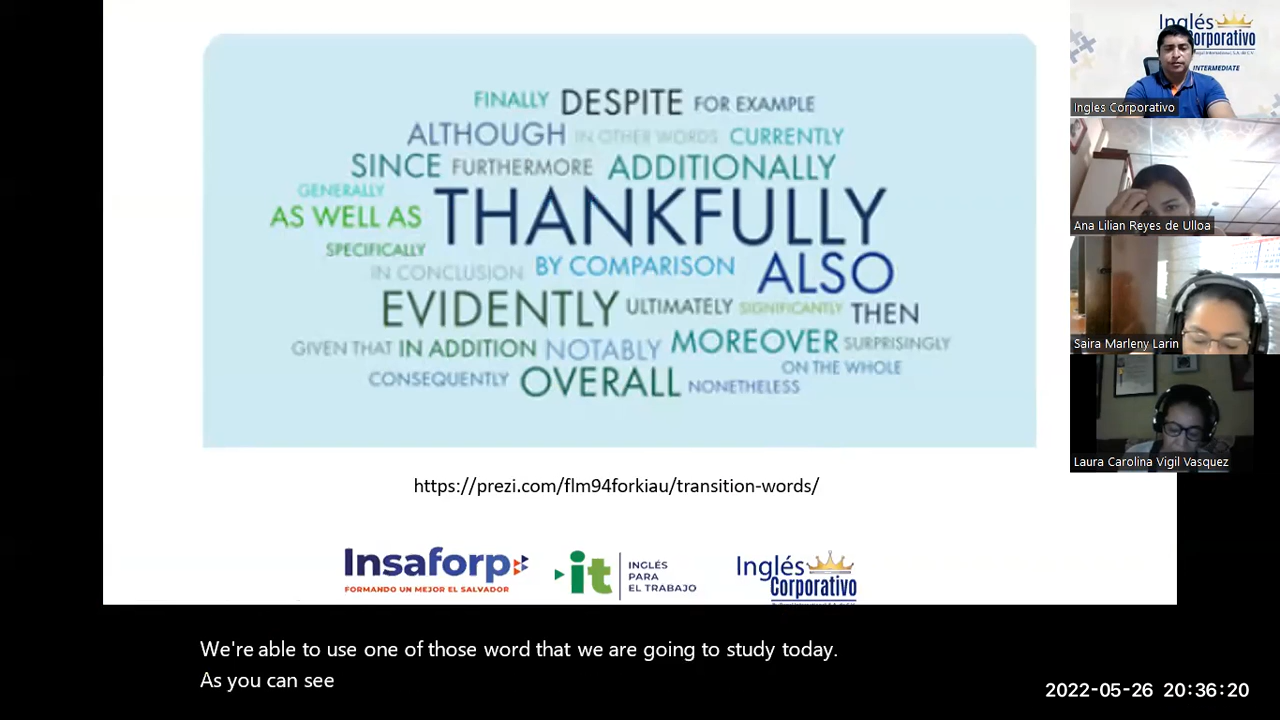 FINALLY DESPITE FOR EXAMPLE
ALTHOUGH IN OTHER WORDS CURRENTLY
SINCE FURTHERMORE ADDITIONALLY
GENERALLY
AS WELL AS THANKFULLY
SPECIFICALLY
IN CONCLUSION BY COMPARISON ALSO
EVIDENTLY ULTIMATELY SIGNIFICANTLY THEN
GIVEN THAT IN ADDITION NOTABLY MOREOVER SURPRISINGLY
ON THE WHOLE
CONSEQUENTLY OVERALL NONETHELESS
https://prezi.com/flm94forkiau/transition-words/
Insaforp
FORMANDO UN MEJOR EL SALVADOR
it
INGLÉS
PARA
EL TRABAJO
Inglés
Corporativo
Inglés
Corporativo
INTERMEDIATE
Ingles Corporativo
Ana Lilian Reyes de Ulloa
Saira Marleny Larin
Laura Carolina Vigil Vasquez
We're able to use one of those word that we are going to study today.
As you can see
2022-05-26 20:36:20